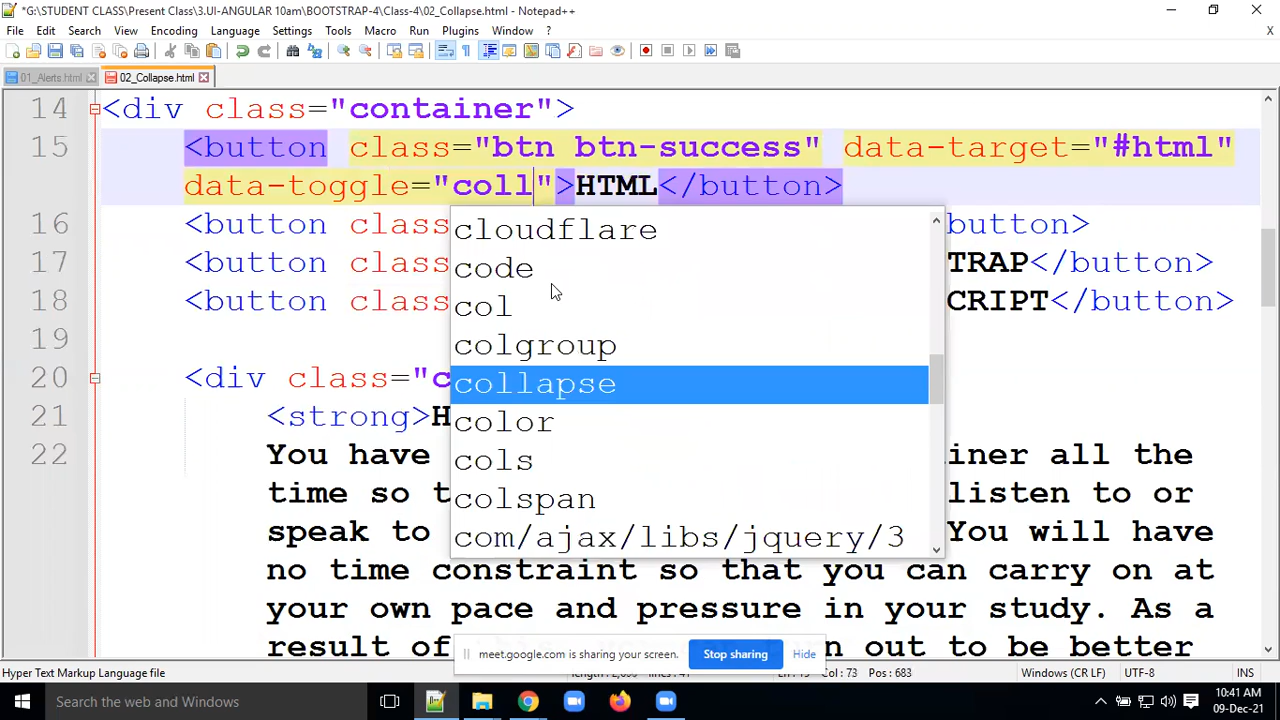 *G:\STUDENT CLASS\Present Class\3.UI-ANGULAR 10am\BOOTSTRAP-4\Class-4\02_Collapse.html - Notepad++
File Edit Search View Encoding Language Settings Tools Macro Run Plugins Window ?
X
01_Alerts.html 02_Collapse.html
14 <div class="container">
15 <button class="btn btn-success" data-target="#html"
data-toggle="coll">HTML</button>
16 <button clas button>
17 <button clas TRAP</button>
18 <button clas CRIPT</button>
19
20 <div class="c
21 <strong>H
22 You have iner all the
time so t listen to or
speak to You will have
no time constraint so that you can carry on at
your own pace and pressure in your study. As a
result of out to be better
cloudflare
code
col
colgroup
collapse
color
cols
colspan
com/ajax/libs/jquery/3
meet.google.com is sharing your screen. Stop sharing Hide
Hyper Text Markup Language file Col : 73 Pos : 683 Windows (CR LF) UTF-8 INS
Search the web and Windows
10:41 AM
09-Dec-21